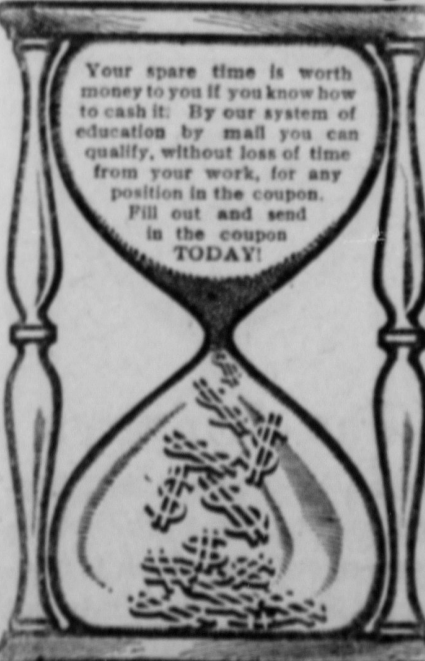 Your spare time is worth
money to you if you know how
to cash it: By our system of
education by mail you can
qualify, without loss of time
from your work, for any
position in the coupon.
Fill out and send
in the coupon
TODAY!